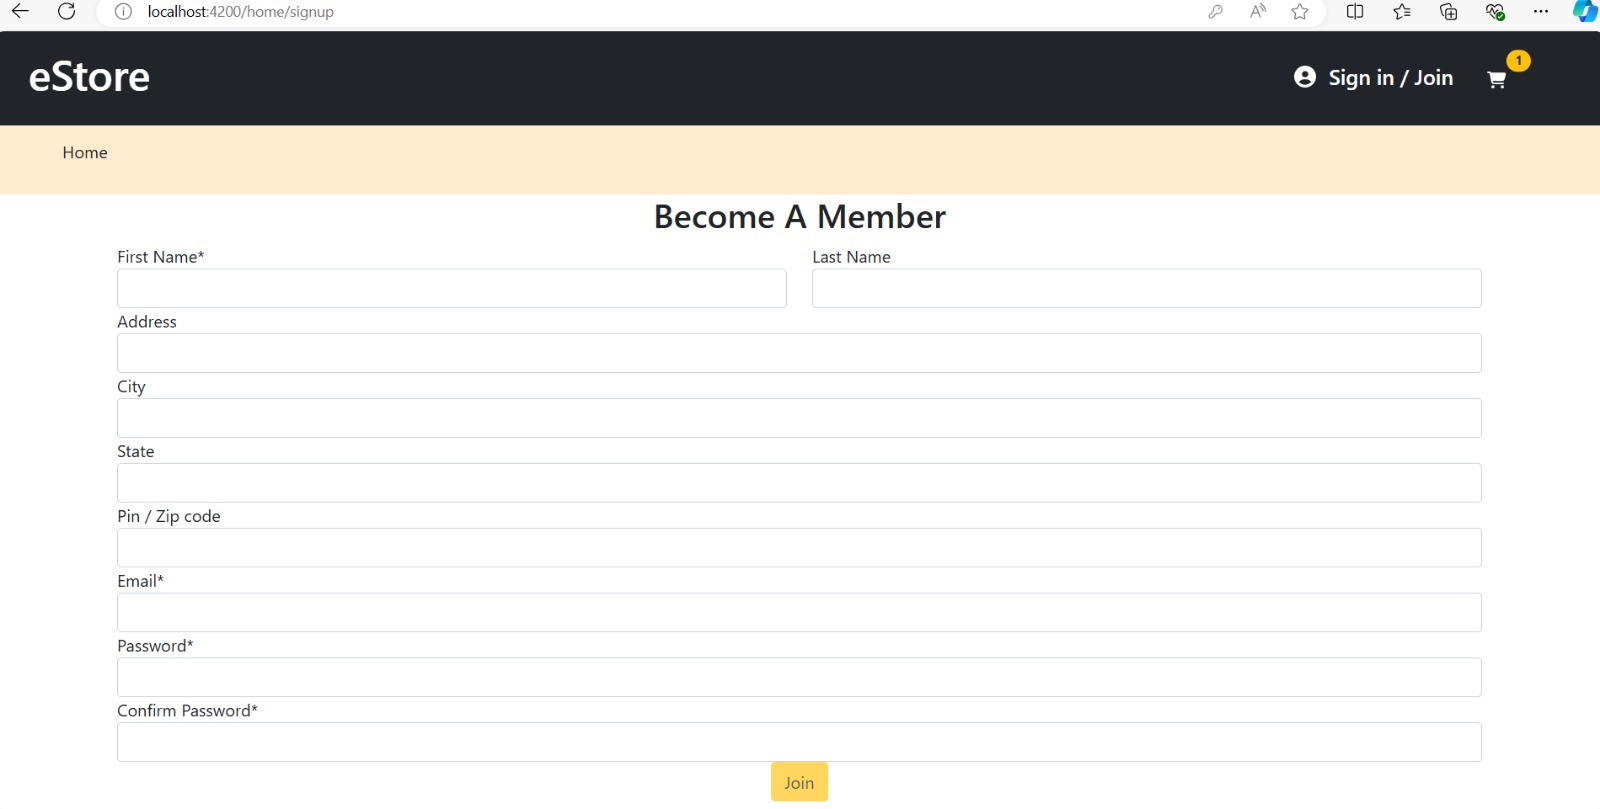 localhost:4200/home/signup
eStore
Sign in / Join
1
Home
Become A Member
First Name* Last Name
Address
City
State
Pin / Zip code
Email*
Password*
Confirm Password*
Join